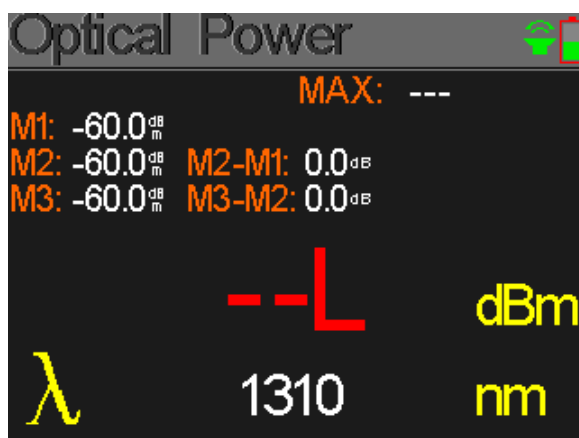 Optical Power
MAX: ---
M1: -60.0dBm
M2: -60.0dBm M2-M1: 0.0dB
M3: -60.0dBm M3-M2: 0.0dB
--L dBm
λ 1310 nm